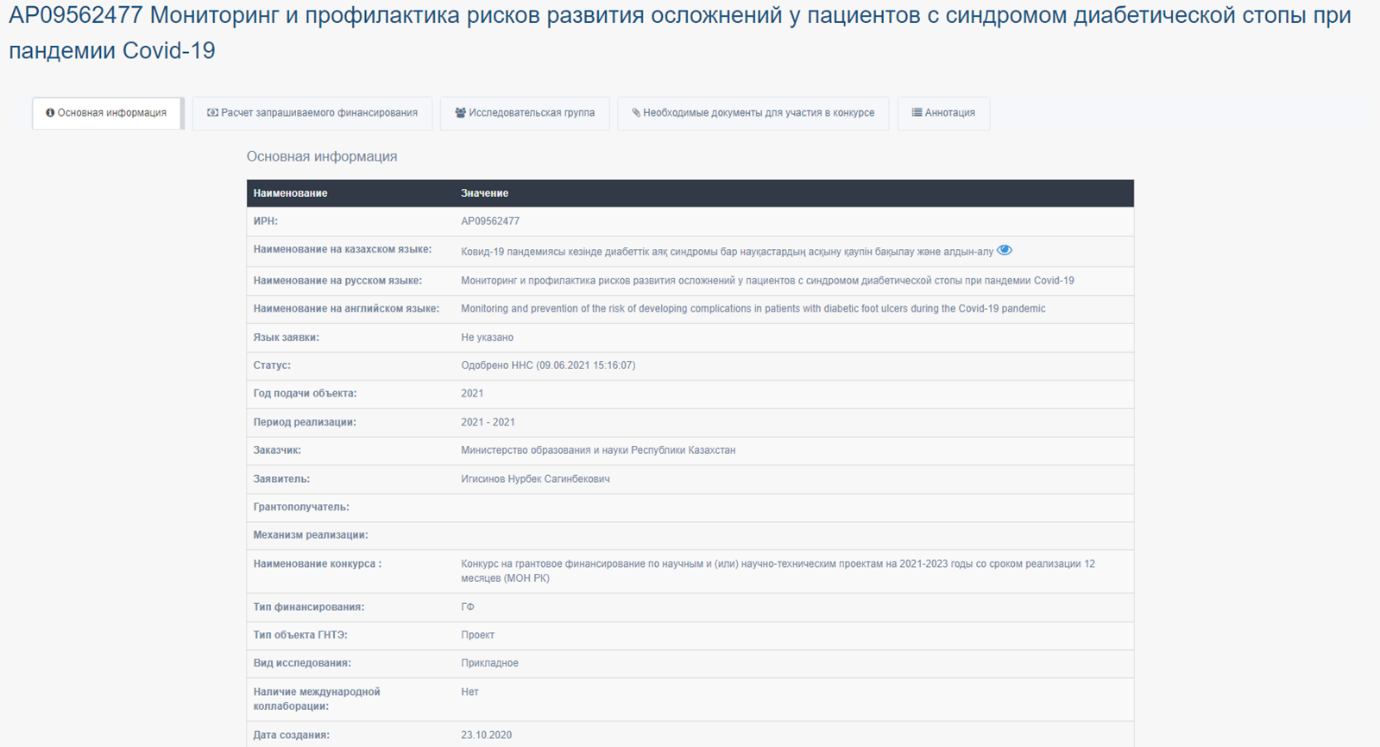 AP09562477 Мониторинг и профилактика рисков развития осложнений у пациентов с синдромом диабетической стопы при
пандемии Covid-19
Основная информация
Расчет запрашиваемого финансирования
Исследовательская группа
Необходимые документы для участия в конкурсе
Аннотация
Основная информация
Наименование Значение
ИРН: AP09562477
Наименование на казахском языке: Ковид-19 пандемиясы кезінде диабеттік аяқ синдромы бар науқастардың асқыну қаупін бақылау және алдын-алу
Наименование на русском языке: Мониторинг и профилактика рисков развития осложнений у пациентов с синдромом диабетической стопы при пандемии Covid-19
Наименование на английском языке: Monitoring and prevention of the risk of developing complications in patients with diabetic foot ulcers during the Covid-19 pandemic
Язык заявки: Не указано
Статус: Одобрено ННС (09.06.2021 15:16:07)
Год подачи объекта: 2021
Период реализации: 2021 - 2021
Заказчик: Министерство образования и науки Республики Казахстан
Заявитель: Игисинов Нурбек Сагинбекович
Грантополучатель:
Механизм реализации:
Наименование конкурса : Конкурс на грантовое финансирование по научным и (или) научно-техническим проектам на 2021-2023 годы со сроком реализации 12
месяцев (МОН РК)
Тип финансирования: ГФ
Тип объекта ГНТЭ: Проект
Вид исследования: Прикладное
Наличие международной Нет
коллаборации:
Дата создания: 23.10.2020